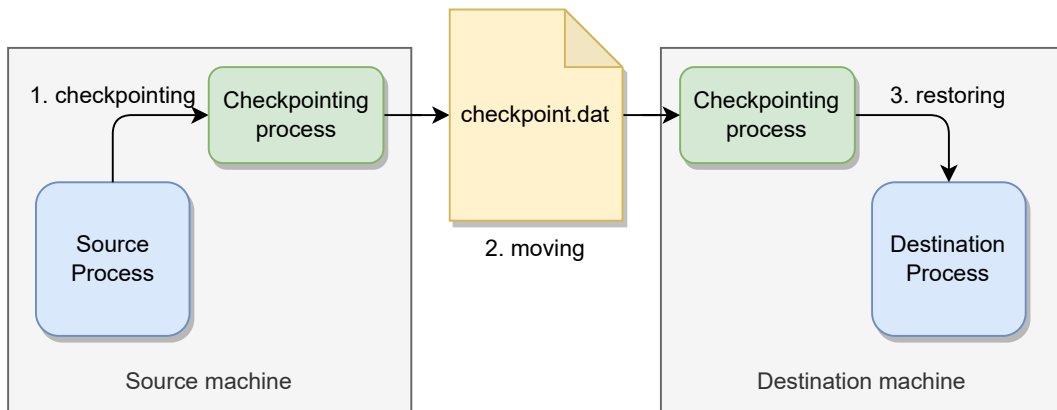 1. checkpointing
Checkpointing
process
Source
Process
Source machine
checkpoint.dat
2. moving
Checkpointing
process
3. restoring
Destination
Process
Destination machine